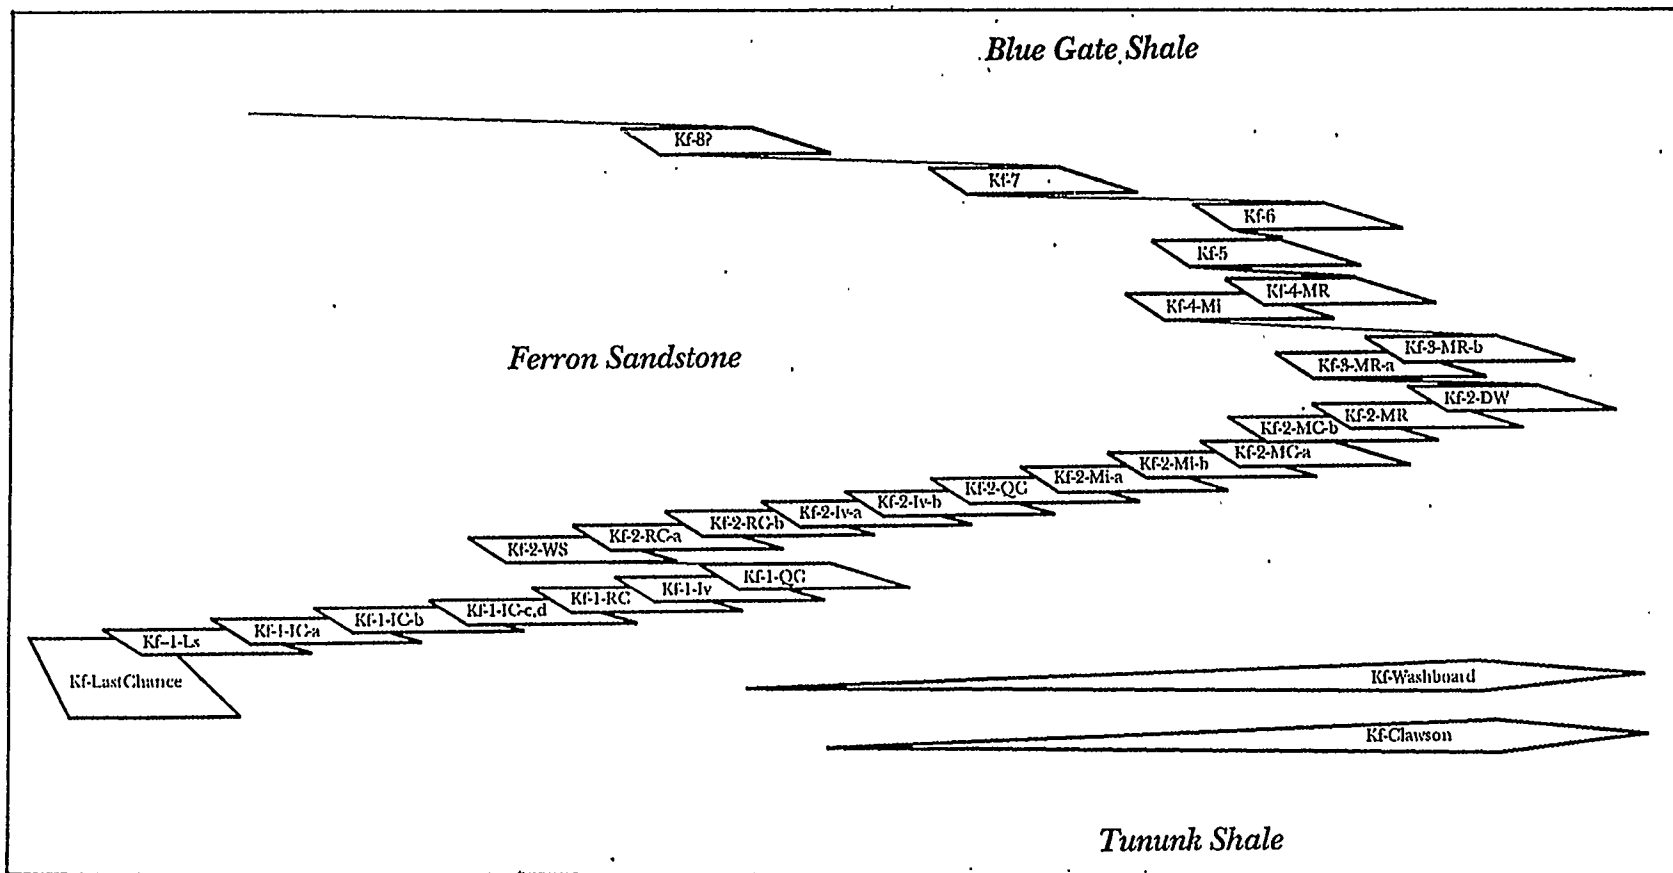 Blue Gate Shale
Kf-8?
Kf-7
Kf-6
Kf-5
Kf-4-MR
Kf-4-Mi
Kf-3-MR-b
Ferron Sandstone
Kf-3-MR-a
Kf-2-DW
Kf-2-MR
Kf-2-MC-b
Kf-2-MC-a
Kf-2-Mi-b
Kf-2-Mi-a
Kf-2-QC
Kf-2-Iv-b
Kf-2-Iv-a
Kf-2-RC-b
Kf-2-RC-a
Kf-2-WS
Kf-1-QC
Kf-1-Iv
Kf-1-RC
Kf-1-IC-c,d
Kf-1-IC-b
Kf-1-IC-a
Kf-1-Ls
Kf-LastChance
Kf-Washboard
Kf-Clawson
Tununk Shale